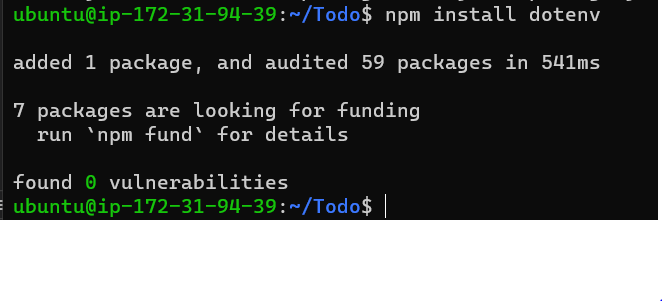 ubuntu@ip-172-31-94-39:~/Todo$ npm install dotenv
added 1 package, and audited 59 packages in 541ms
7 packages are looking for funding
  run `npm fund` for details
found 0 vulnerabilities
ubuntu@ip-172-31-94-39:~/Todo$